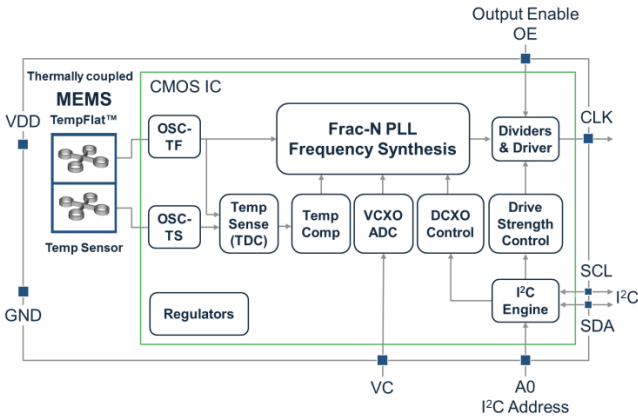 Output Enable
OE
Thermally coupled
MEMS
TempFlat™
CMOS IC
VDD
CLK
OSC-
TF
Frac-N PLL
Frequency Synthesis
Dividers
& Driver
OSC-
TS
Temp
Sense
(TDC)
Temp
Comp
VCXO
ADC
DCXO
Control
Drive
Strength
Control
Temp Sensor
SCL
I²C
SDA
I²C
Engine
Regulators
GND
VC
A0
I²C Address